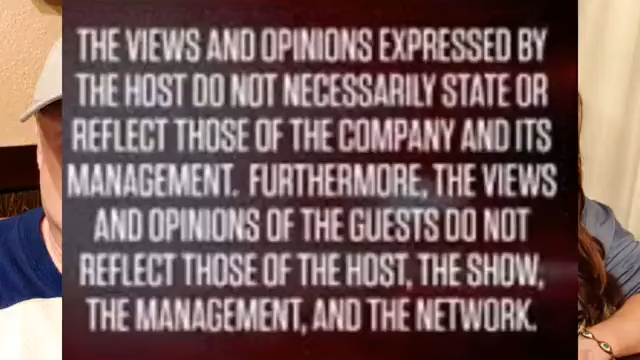 THE VIEWS AND OPINIONS EXPRESSED BY
THE HOST DO NOT NECESSARILY STATE OR
REFLECT THOSE OF THE COMPANY AND ITS
MANAGEMENT. FURTHERMORE, THE VIEWS
AND OPINIONS OF THE GUESTS DO NOT
REFLECT THOSE OF THE HOST, THE SHOW,
THE MANAGEMENT, AND THE NETWORK.